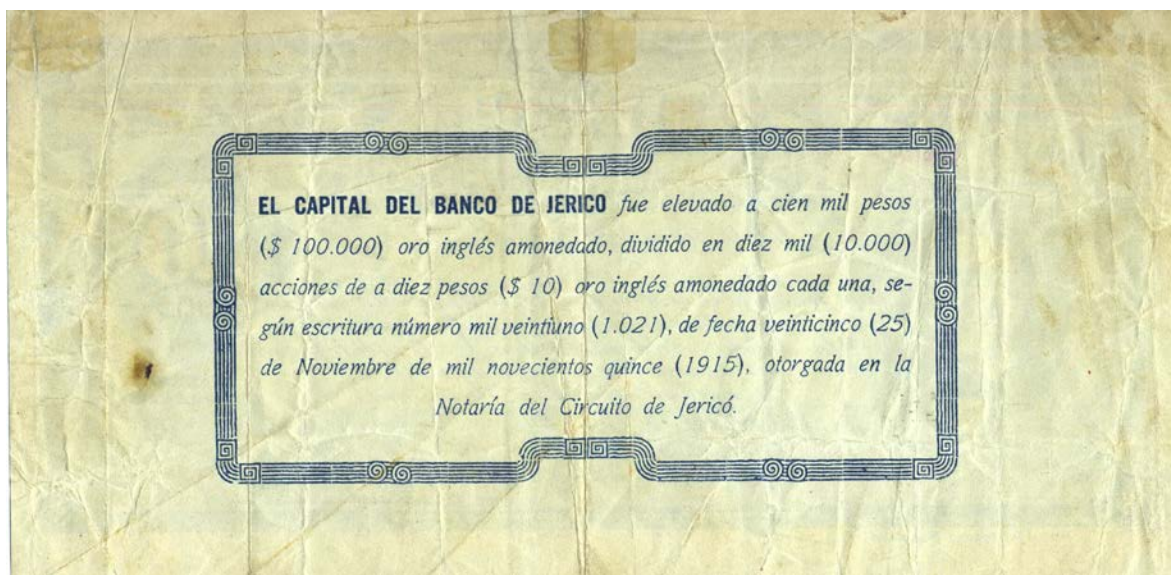 EL CAPITAL DEL BANCO DE JERICO fue elevado a cien mil pesos
($ 100.000) oro inglés amonedado, dividido en diez mil (10.000)
acciones de a diez pesos ($ 10) oro inglés amonedado cada una, se-
gún escritura número mil veintiuno (1.021), de fecha veinticinco (25)
de Noviembre de mil novecientos quince (1915), otorgada en la
Notaría del Circuito de Jericó.